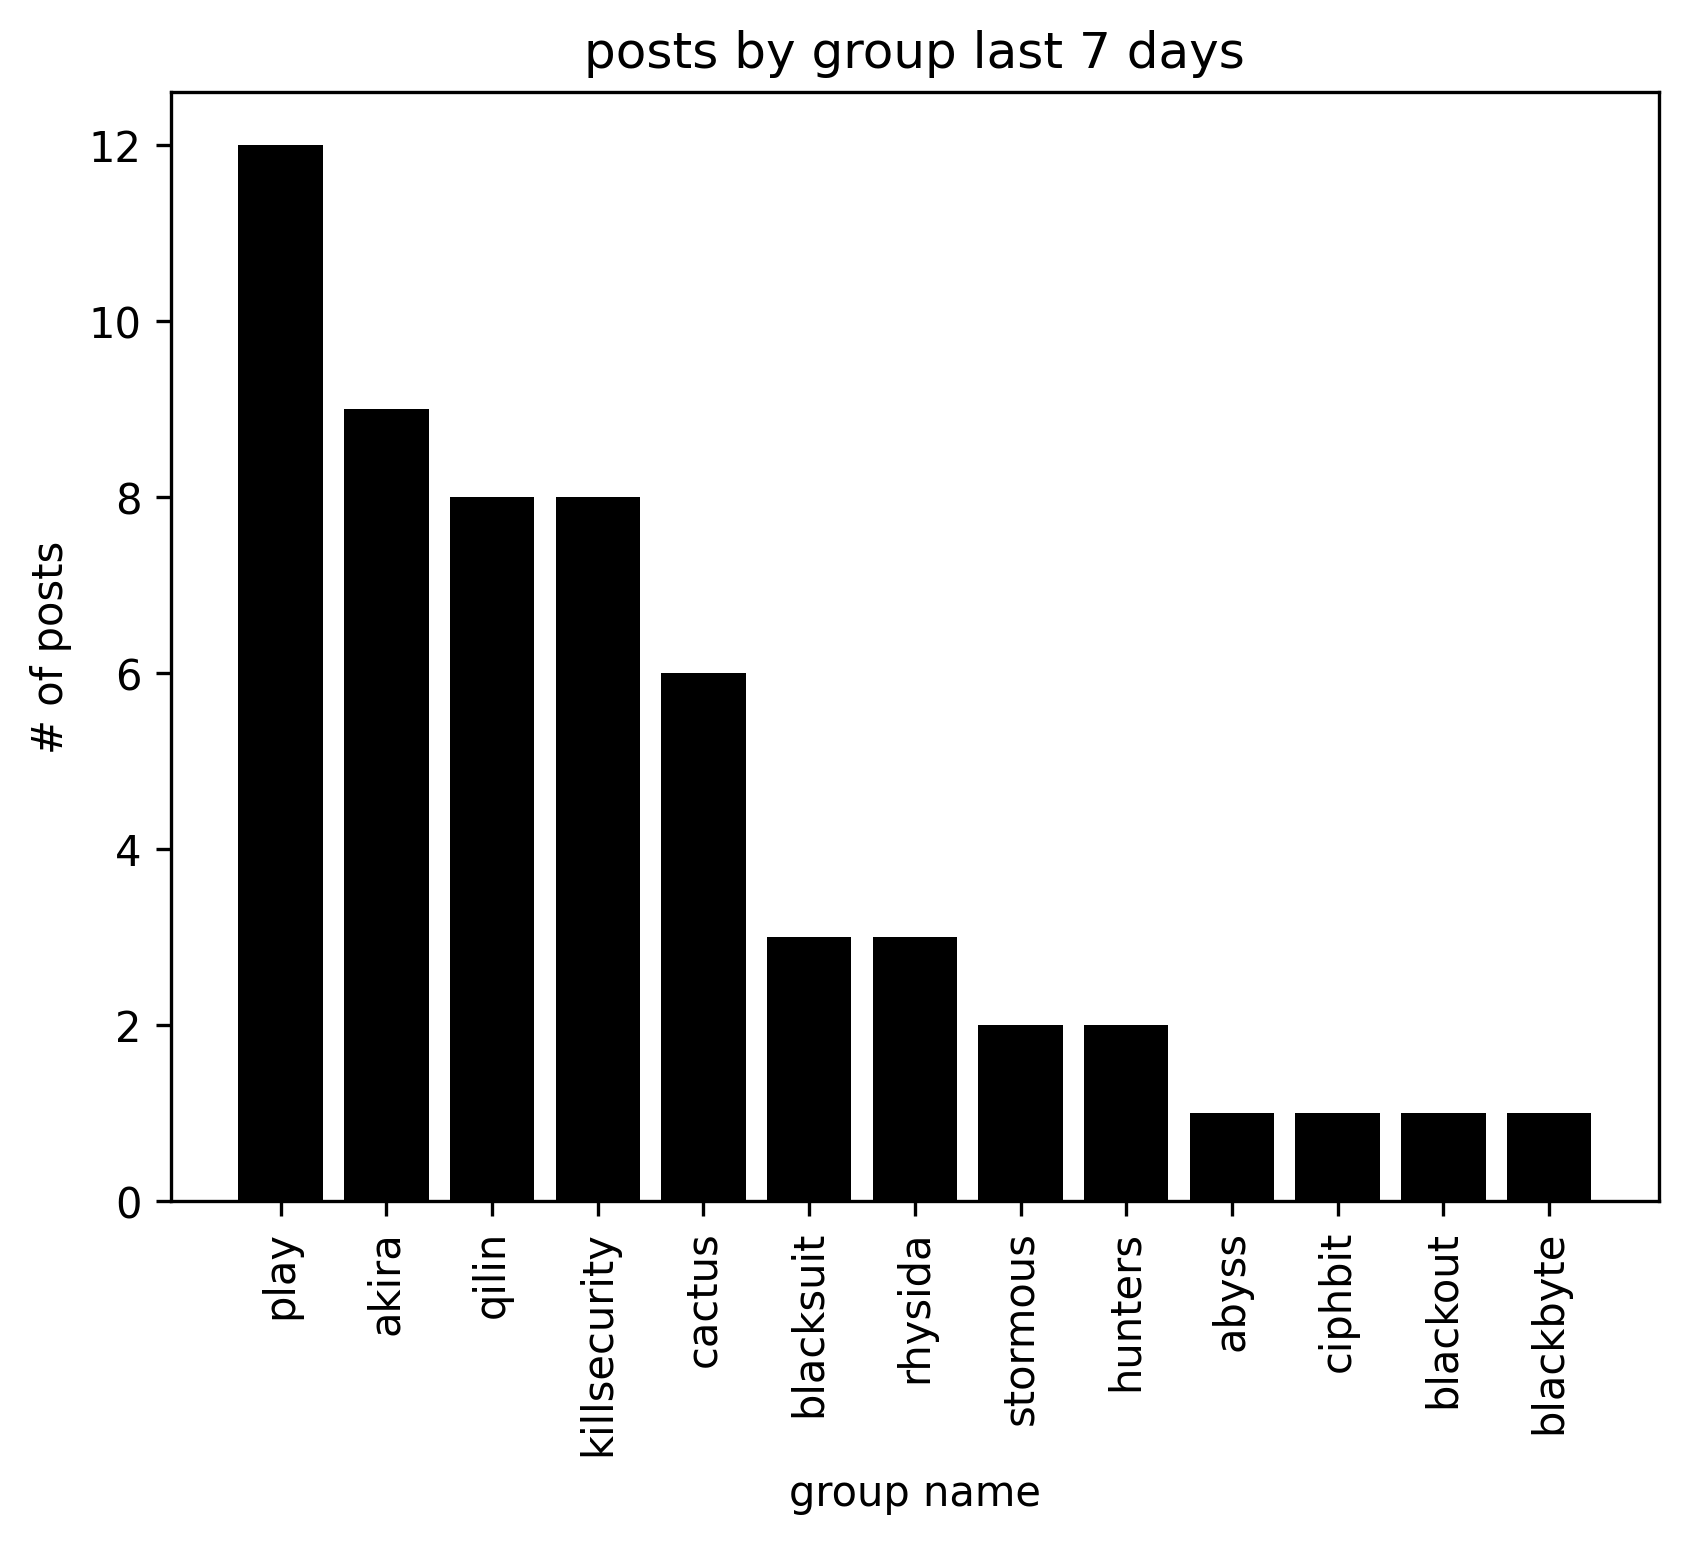 posts by group last 7 days
12
10
8
6
4
2
0
# of posts
play
akira
qilin
killsecurity
cactus
blacksuit
rhysida
stormous
hunters
abyss
ciphbit
blackout
blackbyte
group name